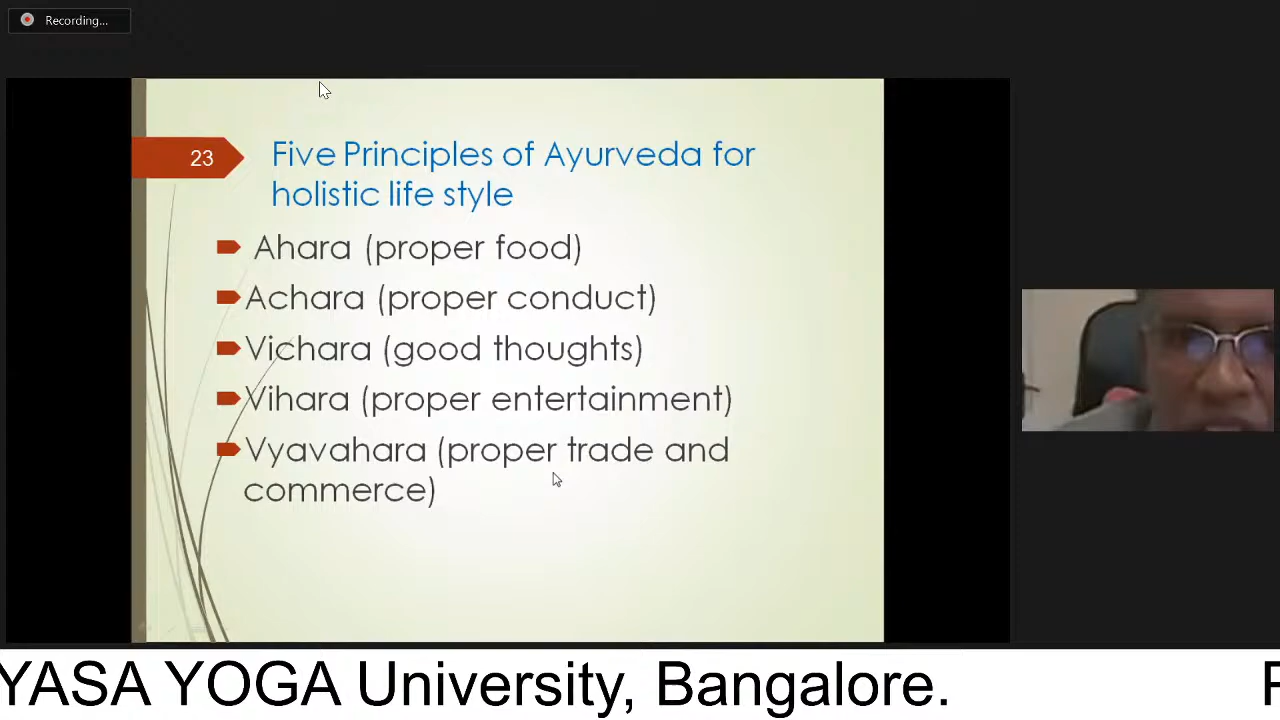 Recording...
23
Five Principles of Ayurveda for
holistic life style
Ahara (proper food)
Achara (proper conduct)
Vichara (good thoughts)
Vihara (proper entertainment)
Vyavahara (proper trade and
commerce)
YASA YOGA University, Bangalore.